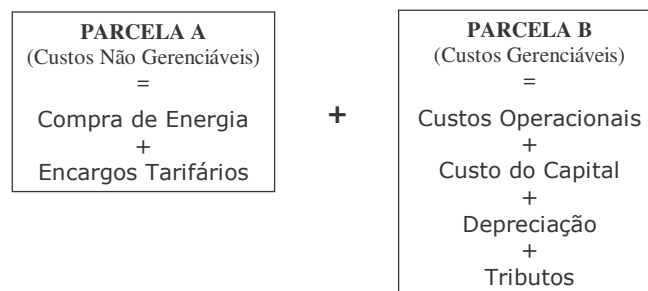 PARCELA A
(Custos Não Gerenciáveis)
=
Compra de Energia
+
Encargos Tarifários
+
PARCELA B
(Custos Gerenciáveis)
=
Custos Operacionais
+
Custo do Capital
+
Depreciação
+
Tributos